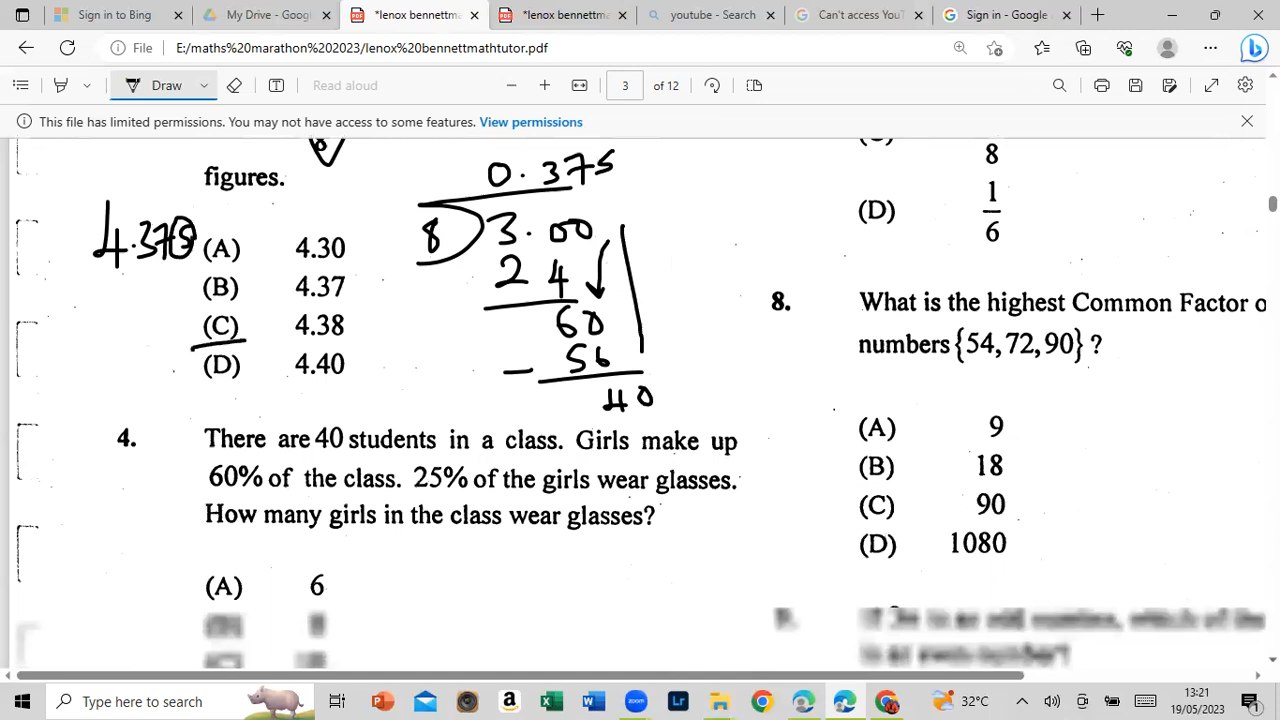 Sign in to Bing
Maps
*lenox benettma
*lenox bennettm
youtube - Search
Can't access YouT
Sign in - Google
File
E:/maths%20marathon%202023/lenox%20bennettmathtutor.pdf
Draw
Read aloud
3
of 12
This file has limited permissions. You may not have access to some features. View permissions
8
figures.
4.375
(A) 4.30
(B) 4.37
(C) 4.38
(D) 4.40
0.375
8 3.00
2 4
60
- 56
40
4. There are 40 students in a class. Girls make up
60% of the class. 25% of the girls wear glasses.
How many girls in the class wear glasses?
(A) 6
8
(D) 1
6
8. What is the highest Common Factor o
numbers {54, 72, 90} ?
(A) 9
(B) 18
(C) 90
(D) 1080
Type here to search
32°C
13:21
19/05/2023